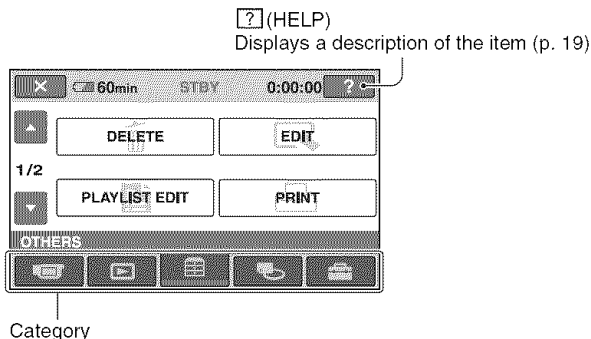 ? (HELP)
Displays a description of the item (p. 19)
60min STBY 0:00:00 ?
DELETE EDIT
1/2
PLAYLIST EDIT PRINT
OTHERS
Category